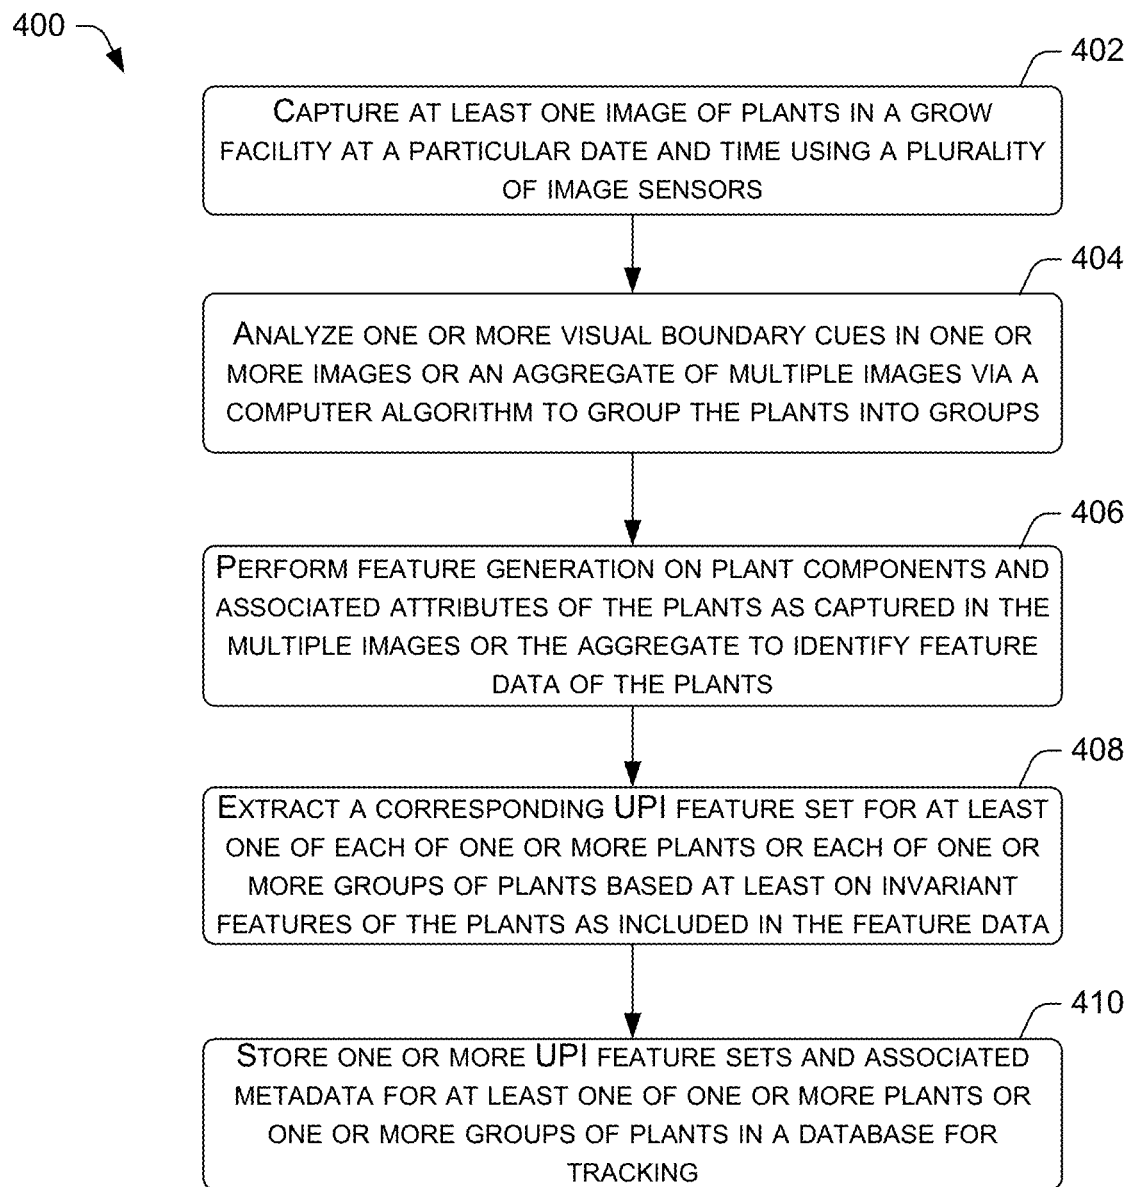 400
402
CAPTURE AT LEAST ONE IMAGE OF PLANTS IN A GROW
FACILITY AT A PARTICULAR DATE AND TIME USING A PLURALITY
OF IMAGE SENSORS
404
ANALYZE ONE OR MORE VISUAL BOUNDARY CUES IN ONE OR
MORE IMAGES OR AN AGGREGATE OF MULTIPLE IMAGES VIA A
COMPUTER ALGORITHM TO GROUP THE PLANTS INTO GROUPS
406
PERFORM FEATURE GENERATION ON PLANT COMPONENTS AND
ASSOCIATED ATTRIBUTES OF THE PLANTS AS CAPTURED IN THE
MULTIPLE IMAGES OR THE AGGREGATE TO IDENTIFY FEATURE
DATA OF THE PLANTS
408
EXTRACT A CORRESPONDING UPI FEATURE SET FOR AT LEAST
ONE OF EACH OF ONE OR MORE PLANTS OR EACH OF ONE OR
MORE GROUPS OF PLANTS BASED AT LEAST ON INVARIANT
FEATURES OF THE PLANTS AS INCLUDED IN THE FEATURE DATA
410
STORE ONE OR MORE UPI FEATURE SETS AND ASSOCIATED
METADATA FOR AT LEAST ONE OF ONE OR MORE PLANTS OR
ONE OR MORE GROUPS OF PLANTS IN A DATABASE FOR
TRACKING